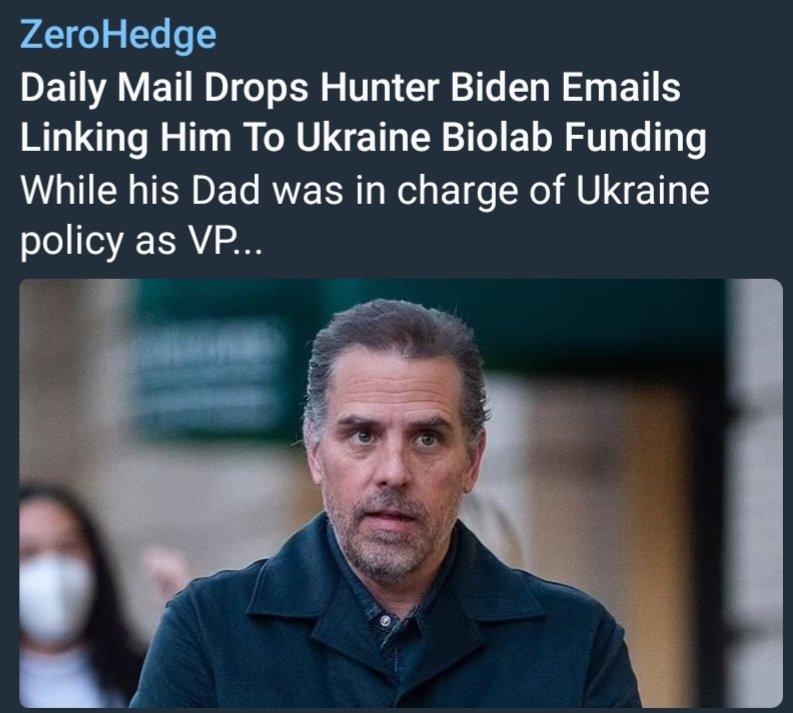 ZeroHedge
Daily Mail Drops Hunter Biden Emails
Linking Him To Ukraine Biolab Funding
While his Dad was in charge of Ukraine
policy as VP...